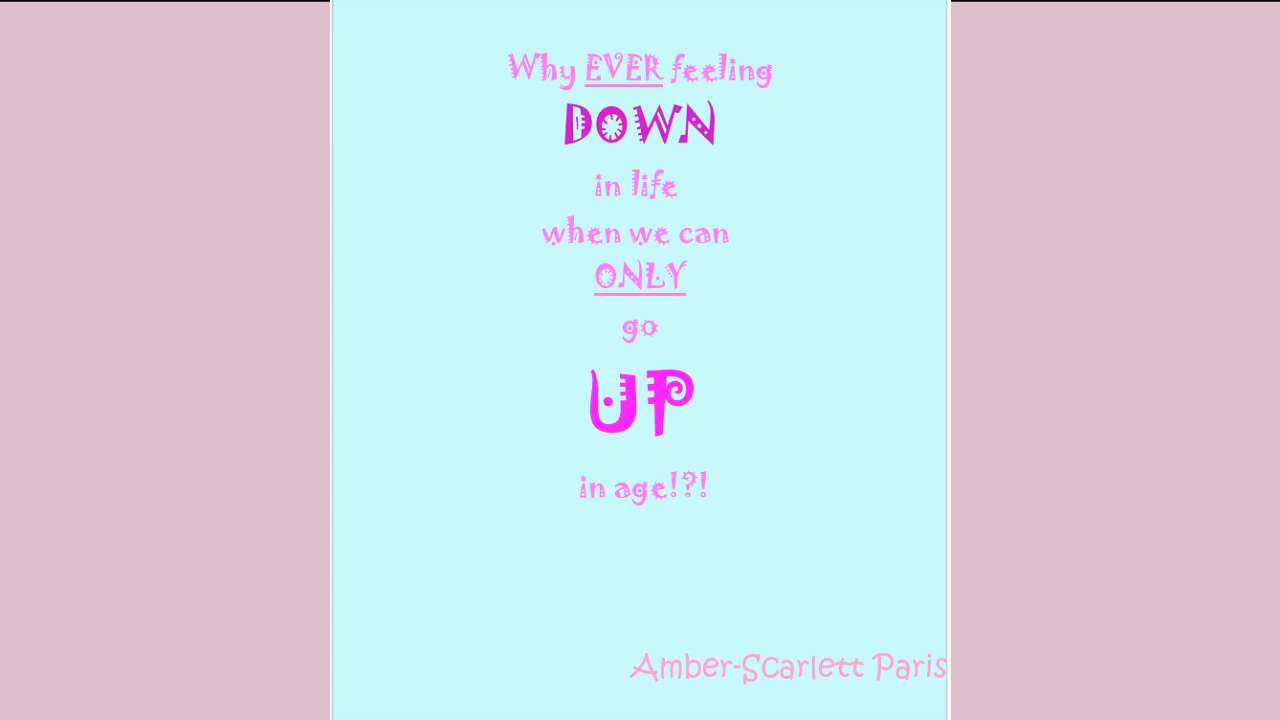 Why EVER feeling
DOWN
in life
when we can
ONLY
go
UP
in age!?!
Amber-Scarlett Paris